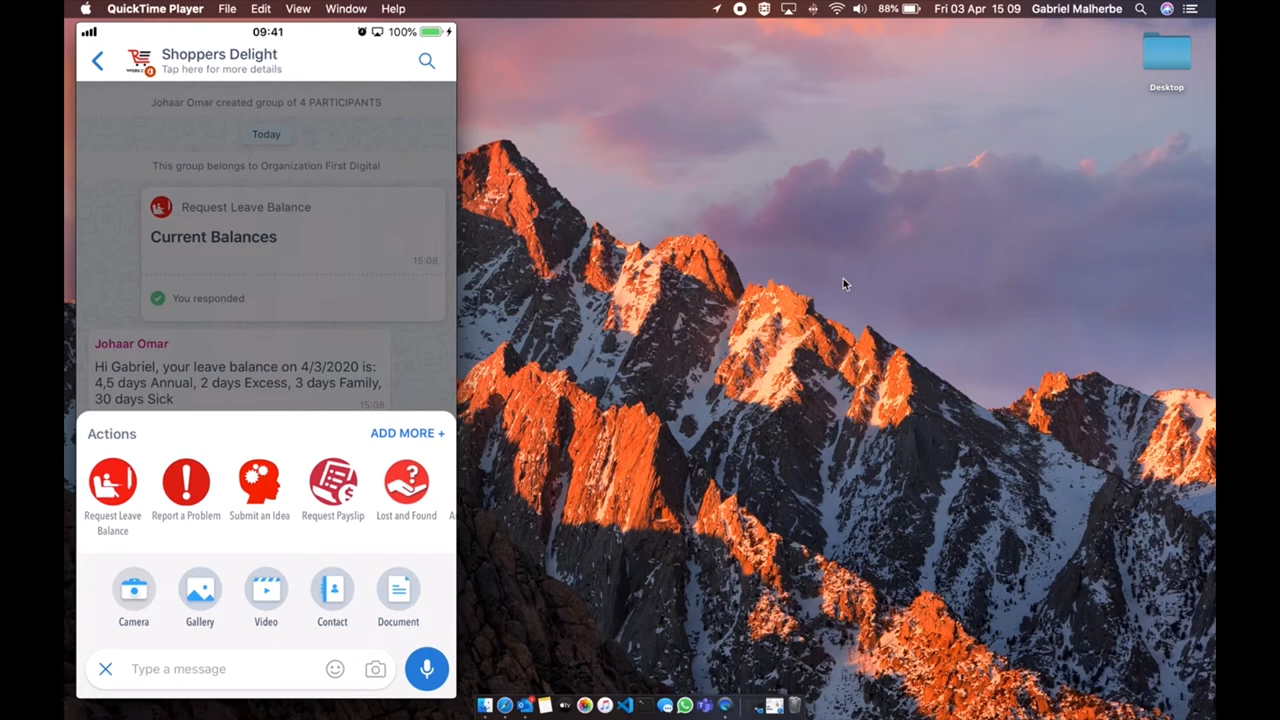 QuickTime Player File Edit View Window Help
88% Fri 03 Apr 15 09 Gabriel Malherbe
09:41
100%
Shoppers Delight
Tap here for more details
Johaar Omar created group of 4 PARTICIPANTS
Today
This group belongs to Organization First Digital
Request Leave Balance
Current Balances
15:08
You responded
Johaar Omar
Hi Gabriel, your leave balance on 4/3/2020 is:
4,5 days Annual, 2 days Excess, 3 days Family,
30 days Sick
15:08
Actions
ADD MORE +
Request Leave
Balance
Report a Problem
Submit an Idea
Request Payslip
Lost and Found
Camera
Gallery
Video
Contact
Document
Type a message
Desktop